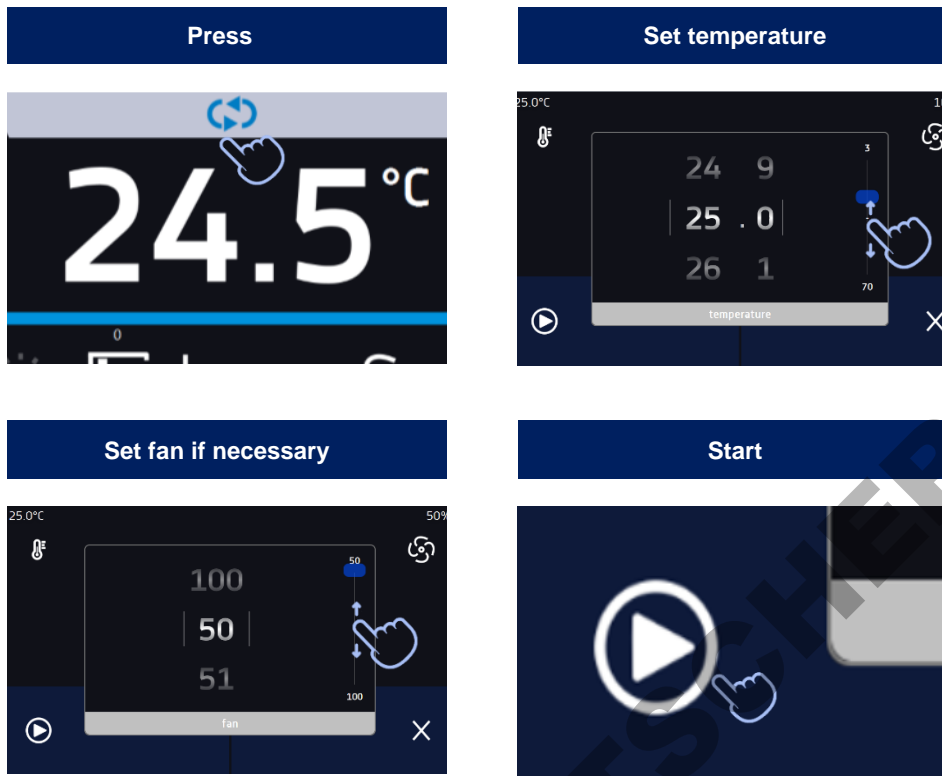 Press
24.5°C
0
Set temperature
25.0°C
24 9
3
25 . 0
26 1
70
temperature
Set fan if necessary
25.0°C
50%
50
100
50
51
100
fan
Start